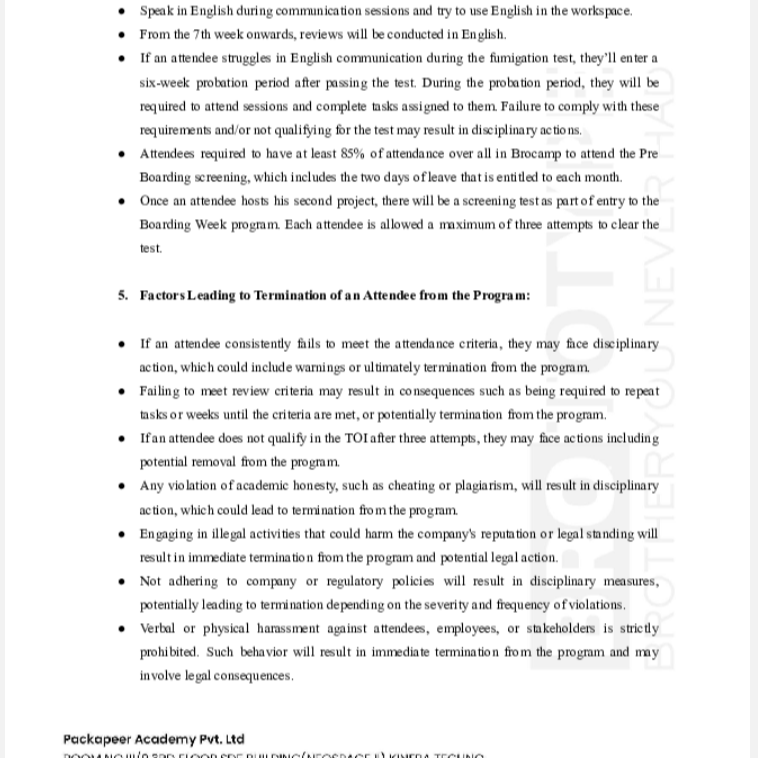 • Speak in English during communication sessions and try to use English in the workspace.
• From the 7th week onwards, reviews will be conducted in English.
• If an attendee struggles in English communication during the fumigation test, they'll enter a
six-week probation period after passing the test. During the probation period, they will be
required to attend sessions and complete tasks assigned to them. Failure to comply with these
requirements and/or not qualifying for the test may result in disciplinary actions.
• Attendees required to have at least 85% of attendance over all in Brocamp to attend the Pre
Boarding screening, which includes the two days of leave that is entitled to each month.
• Once an attendee hosts his second project, there will be a screening test as part of entry to the
Boarding Week program. Each attendee is allowed a maximum of three attempts to clear the
test.
5. Factors Leading to Termination of an Attendee from the Program:
• If an attendee consistently fails to meet the attendance criteria, they may face disciplinary
action, which could include warnings or ultimately termination from the program.
• Failing to meet review criteria may result in consequences such as being required to repeat
tasks or weeks until the criteria are met, or potentially termination from the program.
• If an attendee does not qualify in the TOI after three attempts, they may face actions including
potential removal from the program.
• Any violation of academic honesty, such as cheating or plagiarism, will result in disciplinary
action, which could lead to termination from the program.
• Engaging in illegal activities that could harm the company's reputation or legal standing will
result in immediate termination from the program and potential legal action.
• Not adhering to company or regulatory policies will result in disciplinary measures,
potentially leading to termination depending on the severity and frequency of violations.
• Verbal or physical harassment against attendees, employees, or stakeholders is strictly
prohibited. Such behavior will result in immediate termination from the program and may
involve legal consequences.
BROTOTYPE
BROTHER YOU NEVER HAD
Packapeer Academy Pvt. Ltd